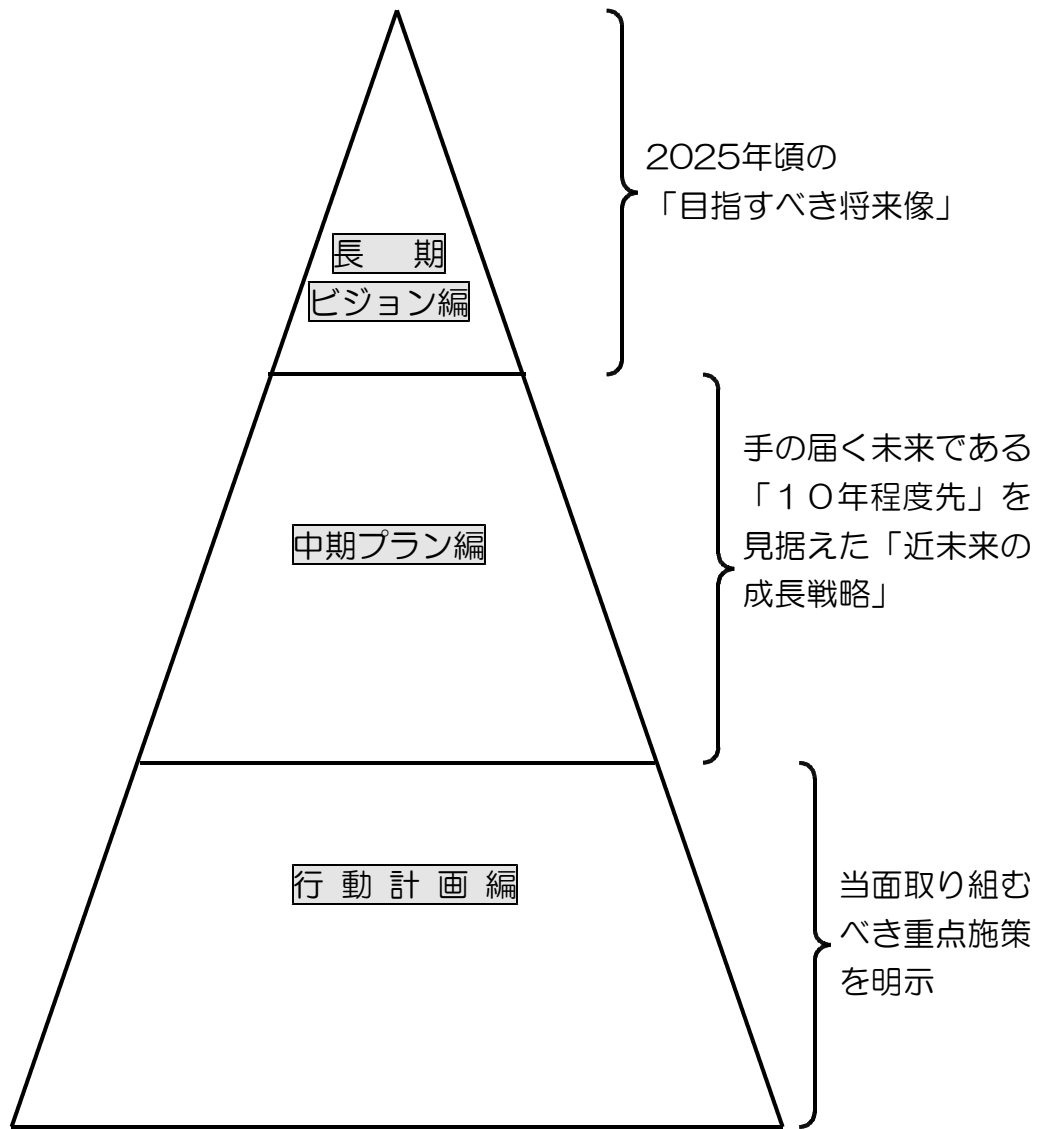 2025年頃の
「目指すべき将来像」
長　期
ビジョン編
手の届く未来である
「１０年程度先」を
見据えた「近未来の
成長戦略」
中期プラン編
行 動 計 画 編
当面取り組む
べき重点施策
を明示